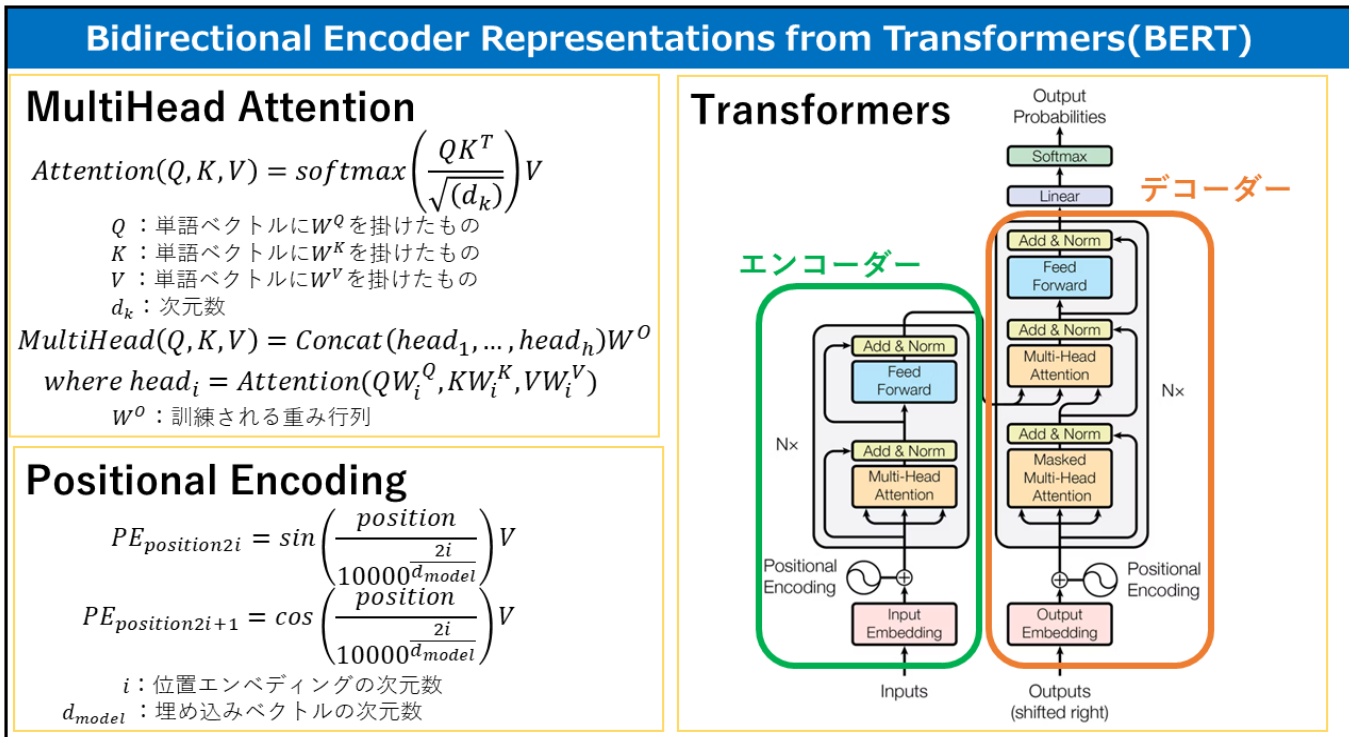 Bidirectional Encoder Representations from Transformers(BERT)
MultiHead Attention
Attention(Q, K, V) = softmax(QK^T / √(d_k))V
Q ：単語ベクトルにW^Qを掛けたもの
K ：単語ベクトルにW^Kを掛けたもの
V ：単語ベクトルにW^Vを掛けたもの
d_k：次元数
MultiHead(Q, K, V) = Concat(head_1, … , head_h)W^O
where head_i = Attention(QW_i^Q, KW_i^K, VW_i^V)
W^O：訓練される重み行列
Positional Encoding
PE_position2i = sin(position / 10000^(2i / d_model))V
PE_position2i+1 = cos(position / 10000^(2i / d_model))V
i：位置エンベディングの次元数
d_model：埋め込みベクトルの次元数
Transformers
Output
Probabilities
Softmax
Linear
デコーダー
Add & Norm
Feed
Forward
Add & Norm
Multi-Head
Attention
N×
Add & Norm
Masked
Multi-Head
Attention
Positional
Encoding
Output
Embedding
Outputs
(shifted right)
エンコーダー
Add & Norm
Feed
Forward
N×
Add & Norm
Multi-Head
Attention
Positional
Encoding
Input
Embedding
Inputs